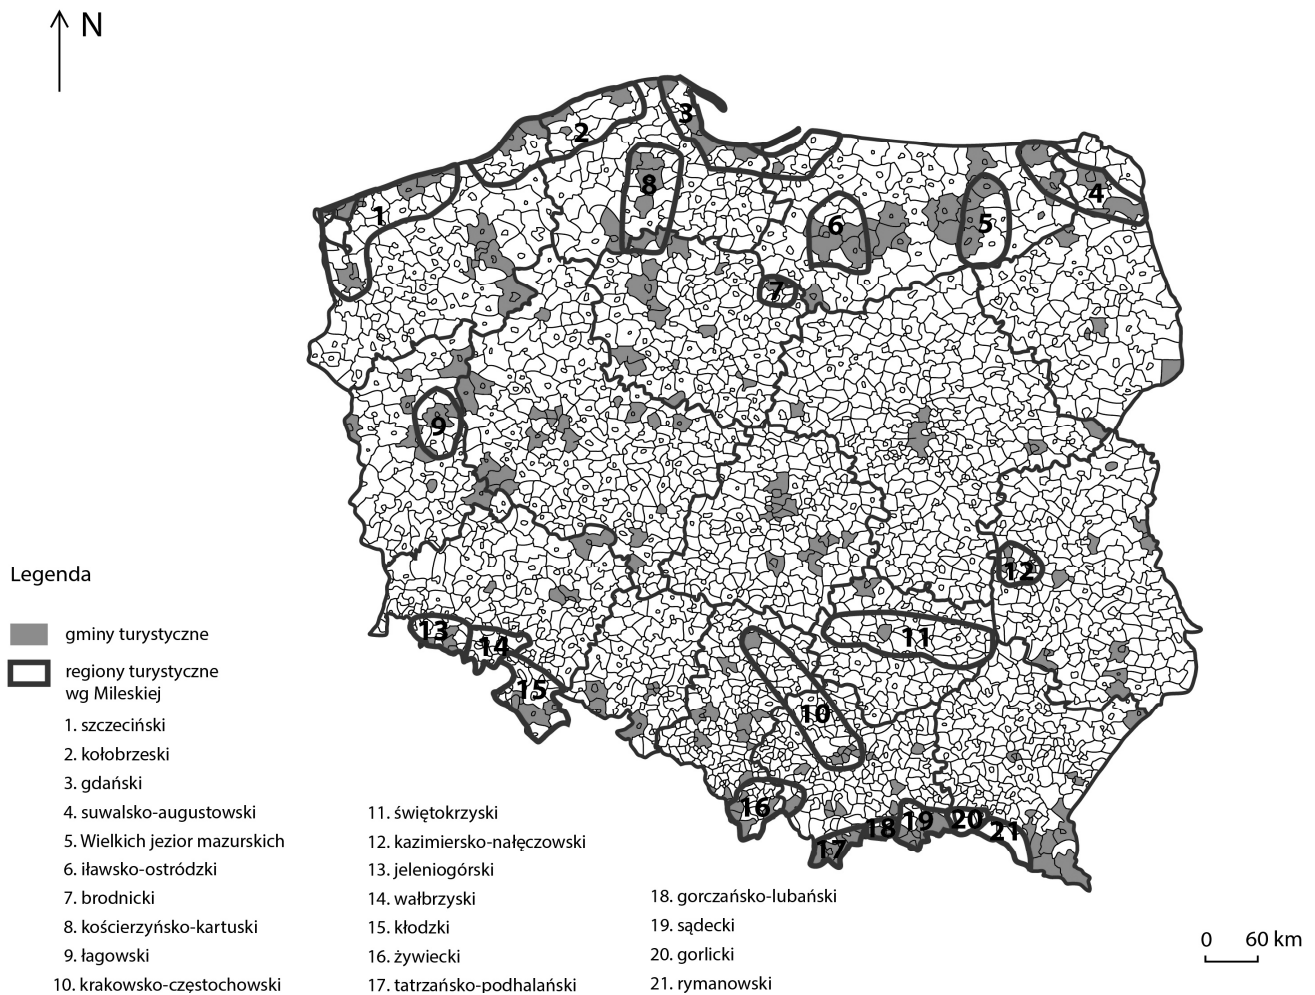 N
3
2
8
4
1
5
6
7
9
12
13
11
14
15
10
16
19
20
18
21
17
Legenda
gminy turystyczne
regiony turystyczne
wg Mileskiej
1. szczeciński
2. kołobrzeski
3. gdański
4. suwalsko-augustowski
5. Wielkich jezior mazurskich
6. iławsko-ostródzki
7. brodnicki
8. kościerzyńsko-kartuski
9. łagowski
10. krakowsko-częstochowski
11. świętokrzyski
12. kazimiersko-nałęczowski
13. jeleniogórski
14. wałbrzyski
15. kłodzki
16. żywiecki
17. tatrzańsko-podhalański
18. gorczańsko-lubański
19. sądecki
20. gorlicki
21. rymanowski
0 60 km